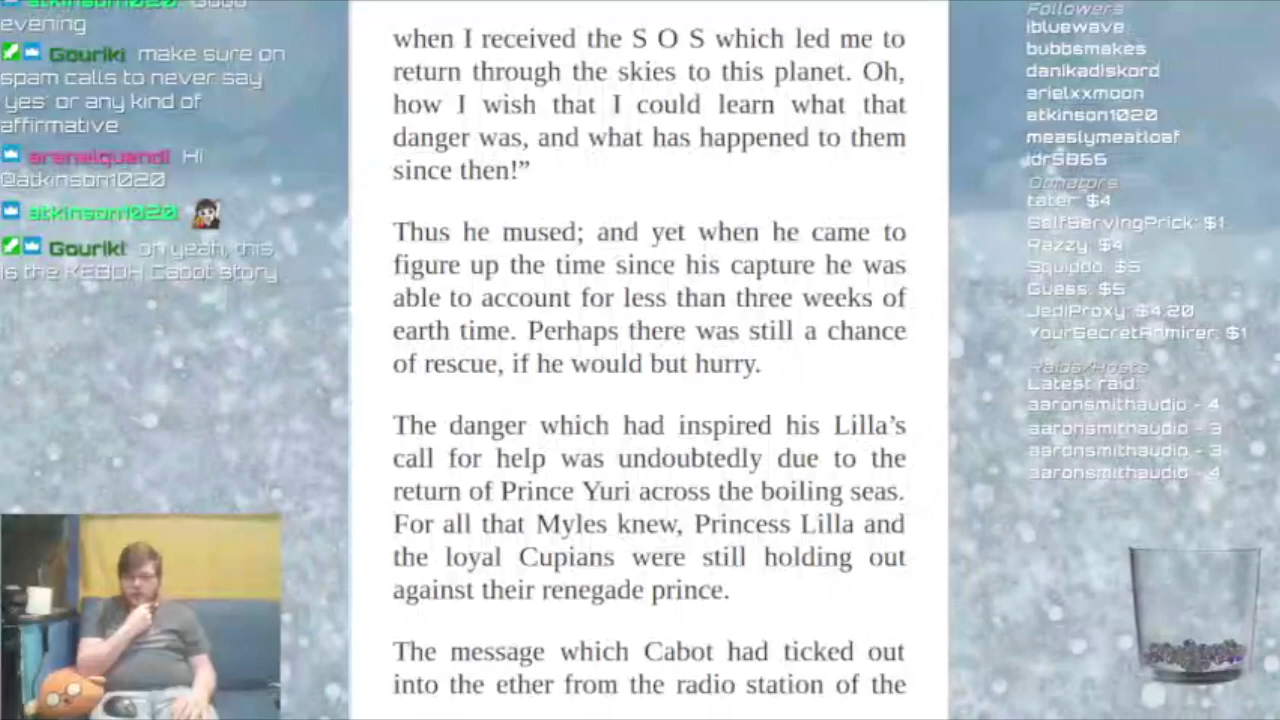 atkinson1020: Good
evening
Gouriki: make sure on
spam calls to never say
'yes' or any kind of
affirmative
aranelquendi: Hi
@atkinson1020
atkinson1020:
Gouriki: oh yeah, this
is the Cabot story
when I received the S O S which led me to
return through the skies to this planet. Oh,
how I wish that I could learn what that
danger was, and what has happened to them
since then!”
Thus he mused; and yet when he came to
figure up the time since his capture he was
able to account for less than three weeks of
earth time. Perhaps there was still a chance
of rescue, if he would but hurry.
The danger which had inspired his Lilla’s
call for help was undoubtedly due to the
return of Prince Yuri across the boiling seas.
For all that Myles knew, Princess Lilla and
the loyal Cupians were still holding out
against their renegade prince.
The message which Cabot had ticked out
into the ether from the radio station of the
Followers
ibluewave
bubbsmakes
danikadiskord
arielxxmoon
atkinson1020
measlymeatloaf
jdr5866
Donators
tater: $4
SelfServingPrick: $1
Razzy: $4
Squidoo: $5
Guess: $5
JediProxy: $4.20
YourSecretAdmirer: $1
Raids/Hosts
Latest raid:
aaronsmithaudio - 4
aaronsmithaudio - 3
aaronsmithaudio - 3
aaronsmithaudio - 4